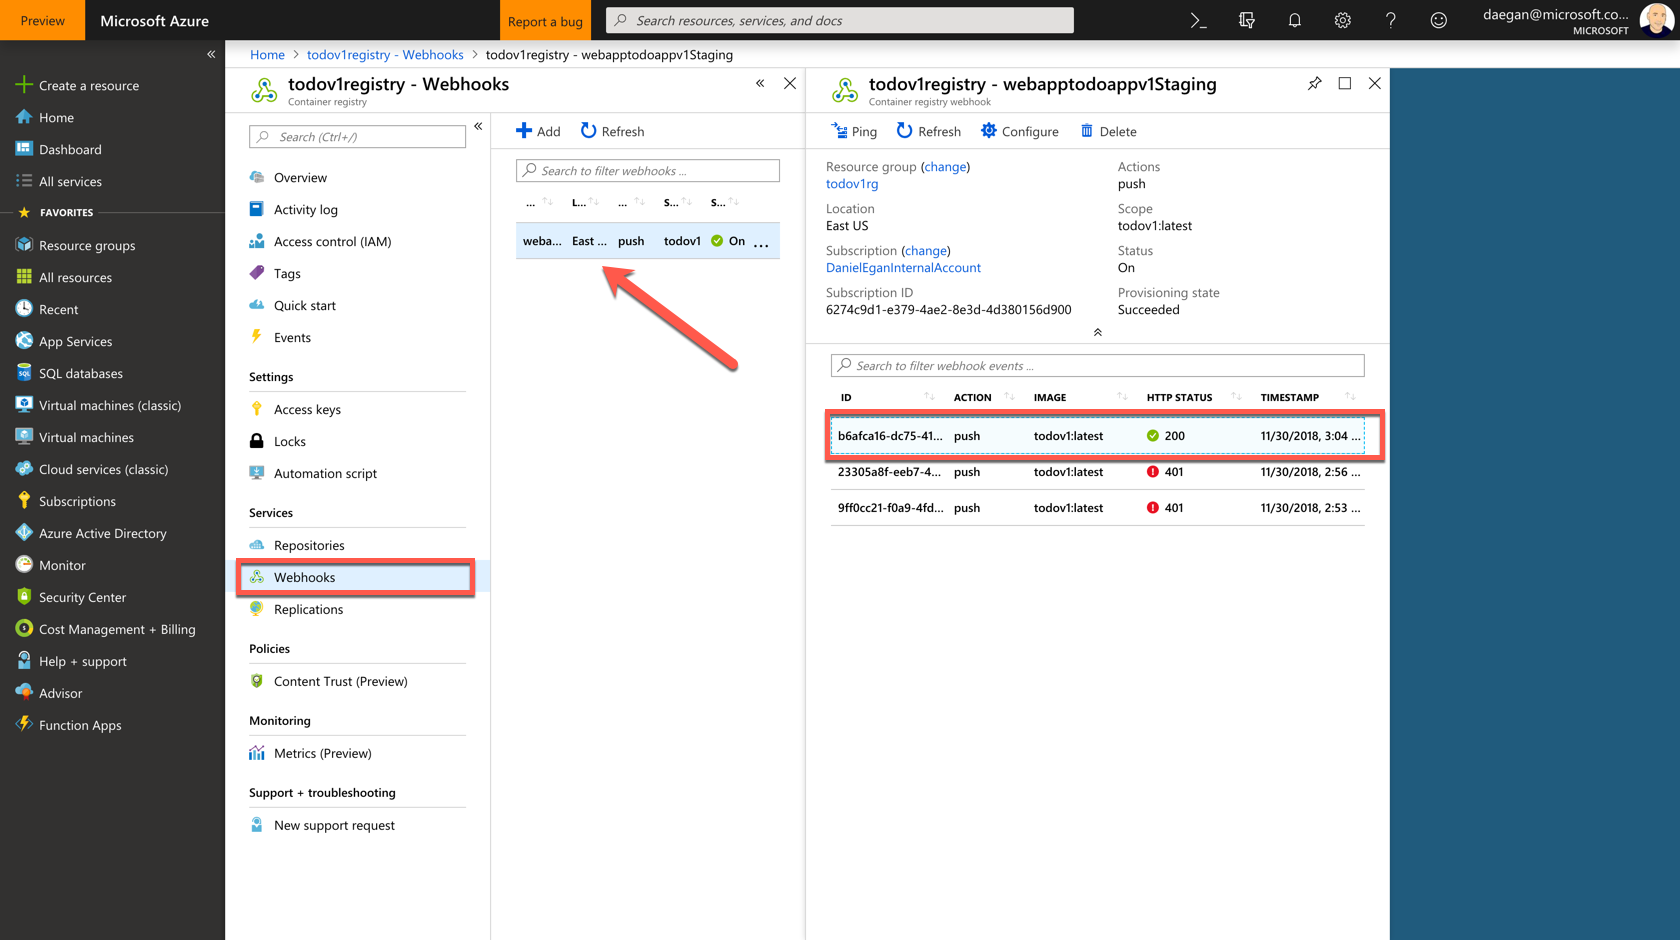 Preview
Microsoft Azure
Report a bug
Search resources, services, and docs
daegan@microsoft.co...
MICROSOFT
Create a resource
Home
Dashboard
All services
FAVORITES
Resource groups
All resources
Recent
App Services
SQL databases
Virtual machines (classic)
Virtual machines
Cloud services (classic)
Subscriptions
Azure Active Directory
Monitor
Security Center
Cost Management + Billing
Help + support
Advisor
Function Apps
Home > todov1registry - Webhooks > todov1registry - webapptodoappv1Staging
todov1registry - Webhooks
Container registry
Search (Ctrl+/)
Overview
Activity log
Access control (IAM)
Tags
Quick start
Events
Settings
Access keys
Locks
Automation script
Services
Repositories
Webhooks
Replications
Policies
Content Trust (Preview)
Monitoring
Metrics (Preview)
Support + troubleshooting
New support request
Add Refresh
Search to filter webhooks ...
... L... ... S... S...
weba... East ... push todov1 On ...
todov1registry - webapptodoappv1Staging
Container registry webhook
Ping Refresh Configure Delete
Resource group (change)
todov1rg
Location
East US
Subscription (change)
DanielEganInternalAccount
Subscription ID
6274c9d1-e379-4ae2-8e3d-4d380156d900
Actions
push
Scope
todov1:latest
Status
On
Provisioning state
Succeeded
Search to filter webhook events ...
ID ACTION IMAGE HTTP STATUS TIMESTAMP
b6afca16-dc75-41... push todov1:latest 200 11/30/2018, 3:04 ...
23305a8f-eeb7-4... push todov1:latest 401 11/30/2018, 2:56 ...
9ff0cc21-f0a9-4fd... push todov1:latest 401 11/30/2018, 2:53 ...